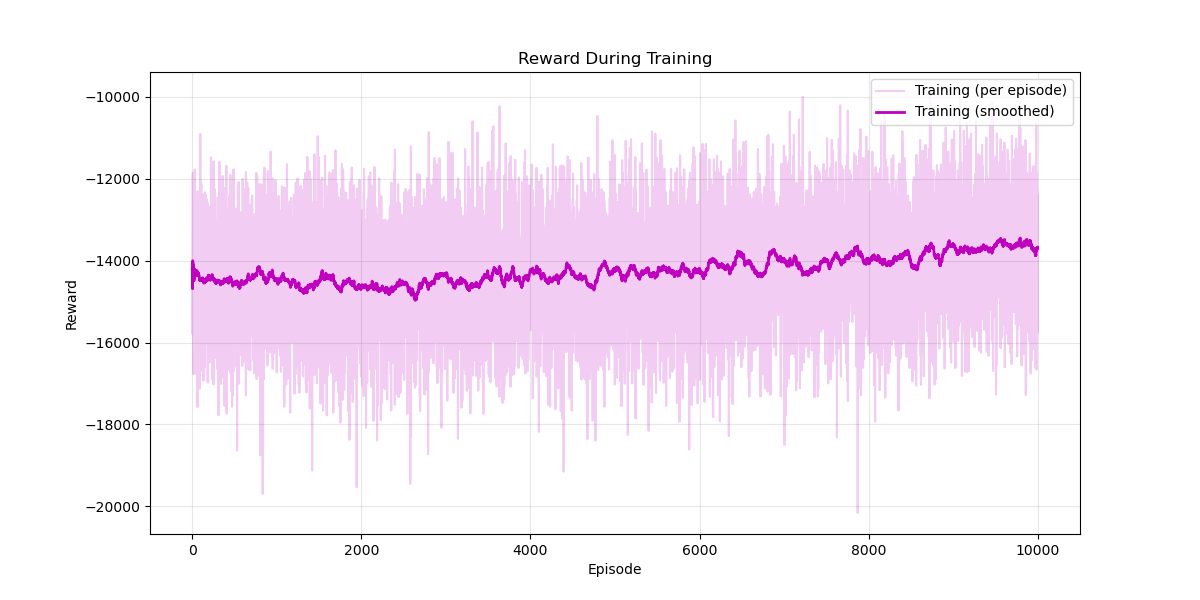 Reward During Training
Training (per episode)
Training (smoothed)
−10000
−12000
−14000
−16000
−18000
−20000
Reward
0 2000 4000 6000 8000 10000
Episode